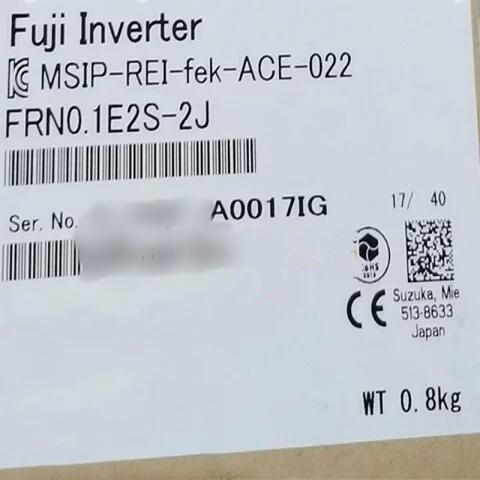 Fuji Inverter
MSIP-REI-fek-ACE-022
FRN0.1E2S-2J
Ser. No. A0017IG
17/ 40
CE
Suzuka, Mie
513-8633
Japan
WT 0.8kg